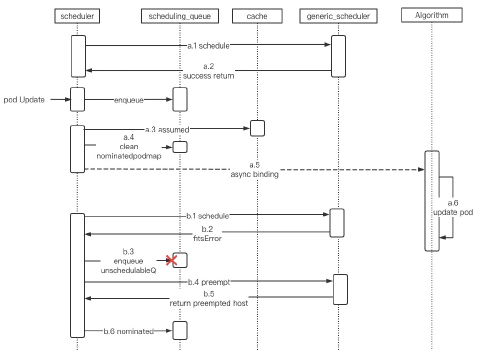 scheduler
scheduling_queue
cache
generic_scheduler
Algorithm
a.1 schedule
a.2
success return
pod Update
enqueue
a.3 assumed
a.4
clean
nominatedpodmap
a.5
async binding
a.6
update pod
b.1 schedule
b.2
fitsError
b.3
enqueue
unschedulableQ
b.4 preempt
b.5
return preempted host
b.6 nominated